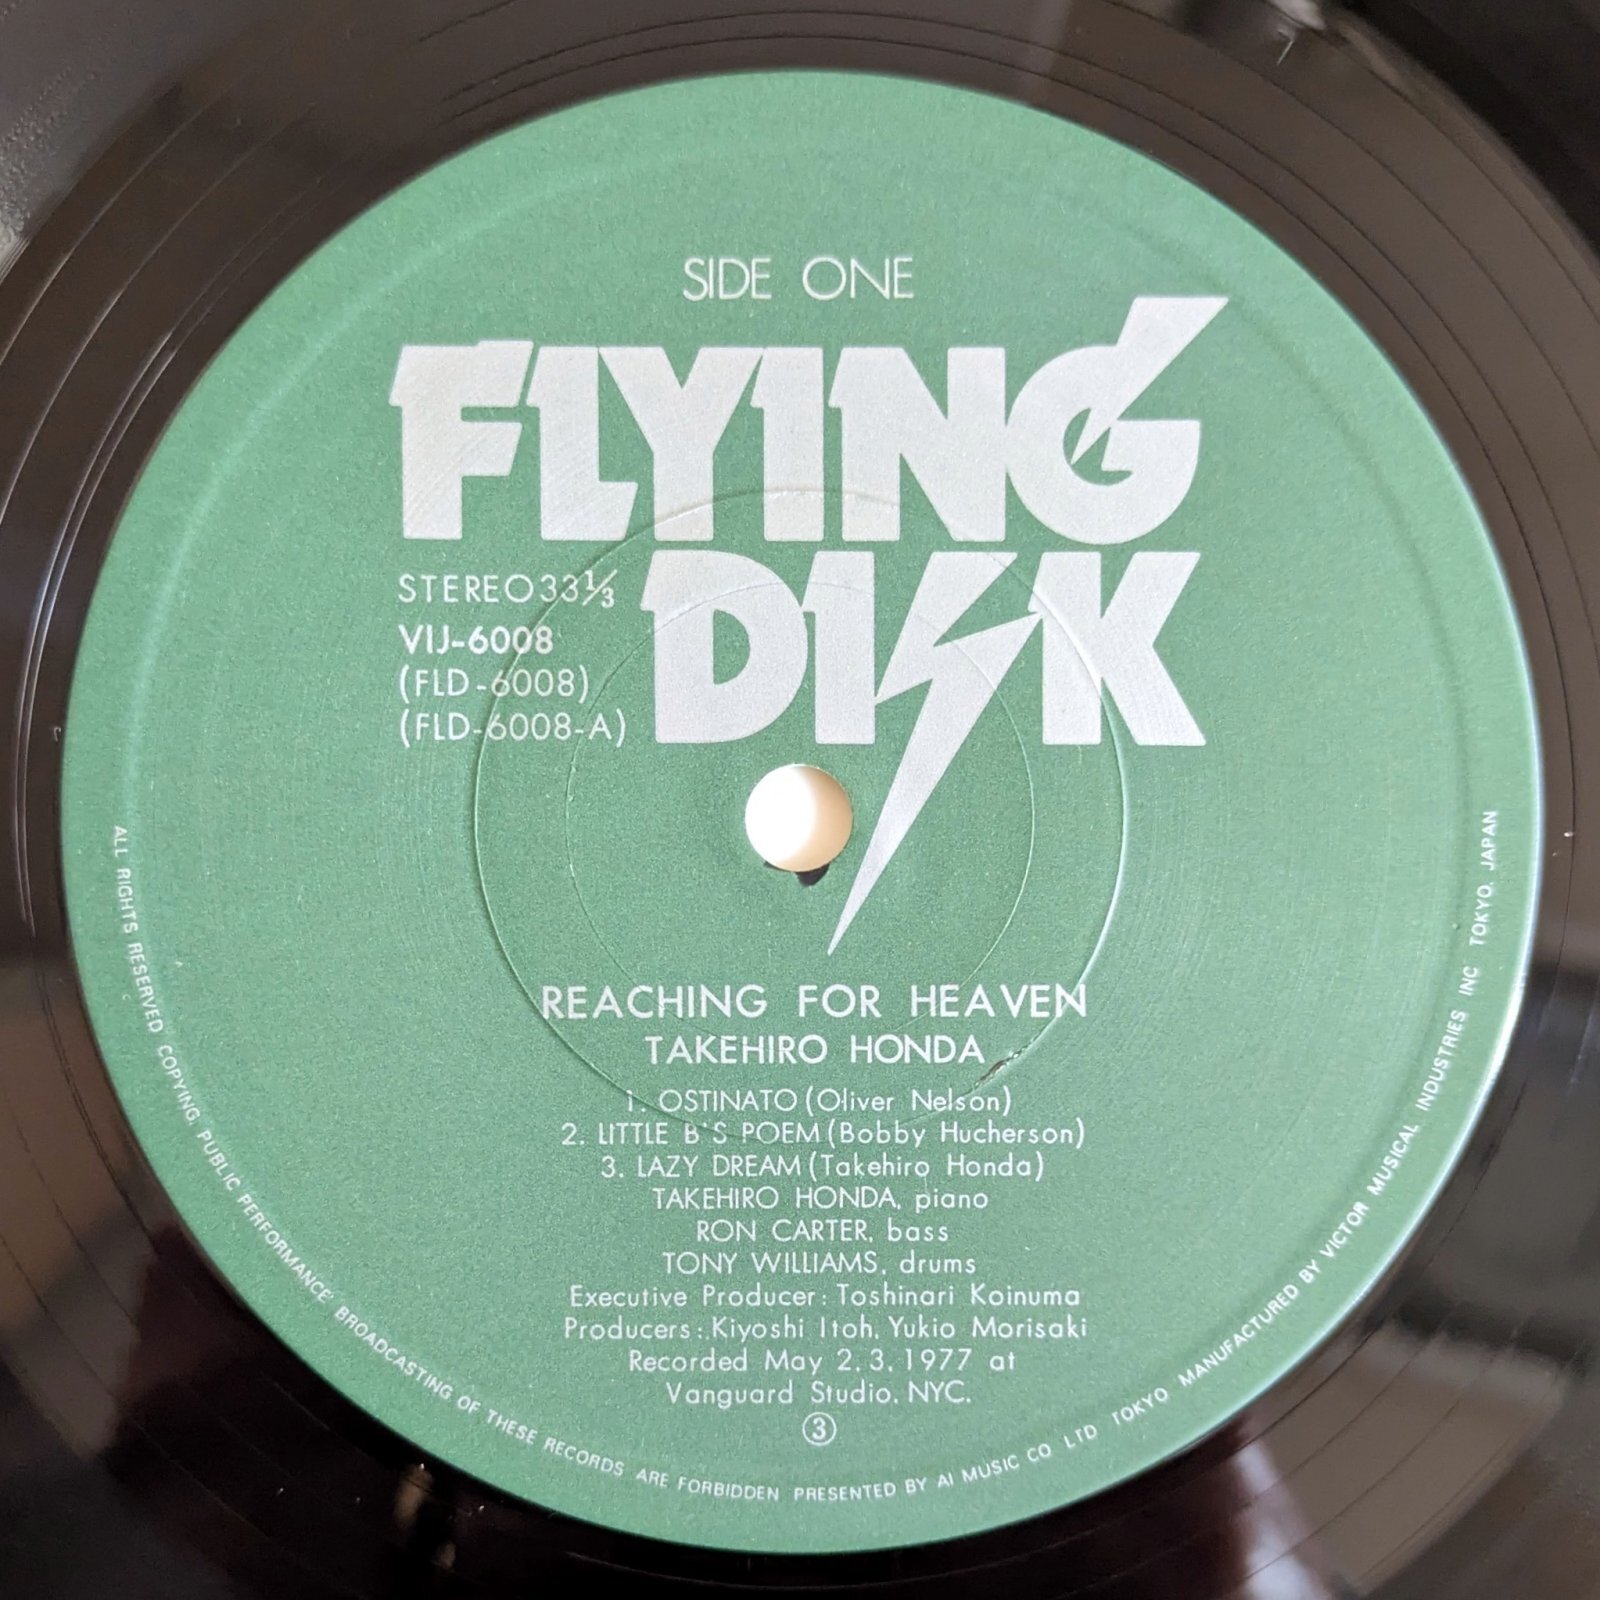 SIDE ONE
FLYING
DISK
STEREO 33⅓
VIJ-6008
(FLD-6008)
(FLD-6008-A)
REACHING FOR HEAVEN
TAKEHIRO HONDA
1. OSTINATO (Oliver Nelson)
2. LITTLE B'S POEM (Bobby Hucherson)
3. LAZY DREAM (Takehiro Honda)
TAKEHIRO HONDA, piano
RON CARTER, bass
TONY WILLIAMS, drums
Executive Producer: Toshinari Koinuma
Producers: Kiyoshi Itoh, Yukio Morisaki
Recorded May 2, 3, 1977 at
Vanguard Studio, NYC.
③
ALL RIGHTS RESERVED COPYING, PUBLIC PERFORMANCE, BROADCASTING OF THESE RECORDS ARE FORBIDDEN PRESENTED BY AI MUSIC CO LTD TOKYO MANUFACTURED BY VICTOR MUSICAL INDUSTRIES INC TOKYO, JAPAN